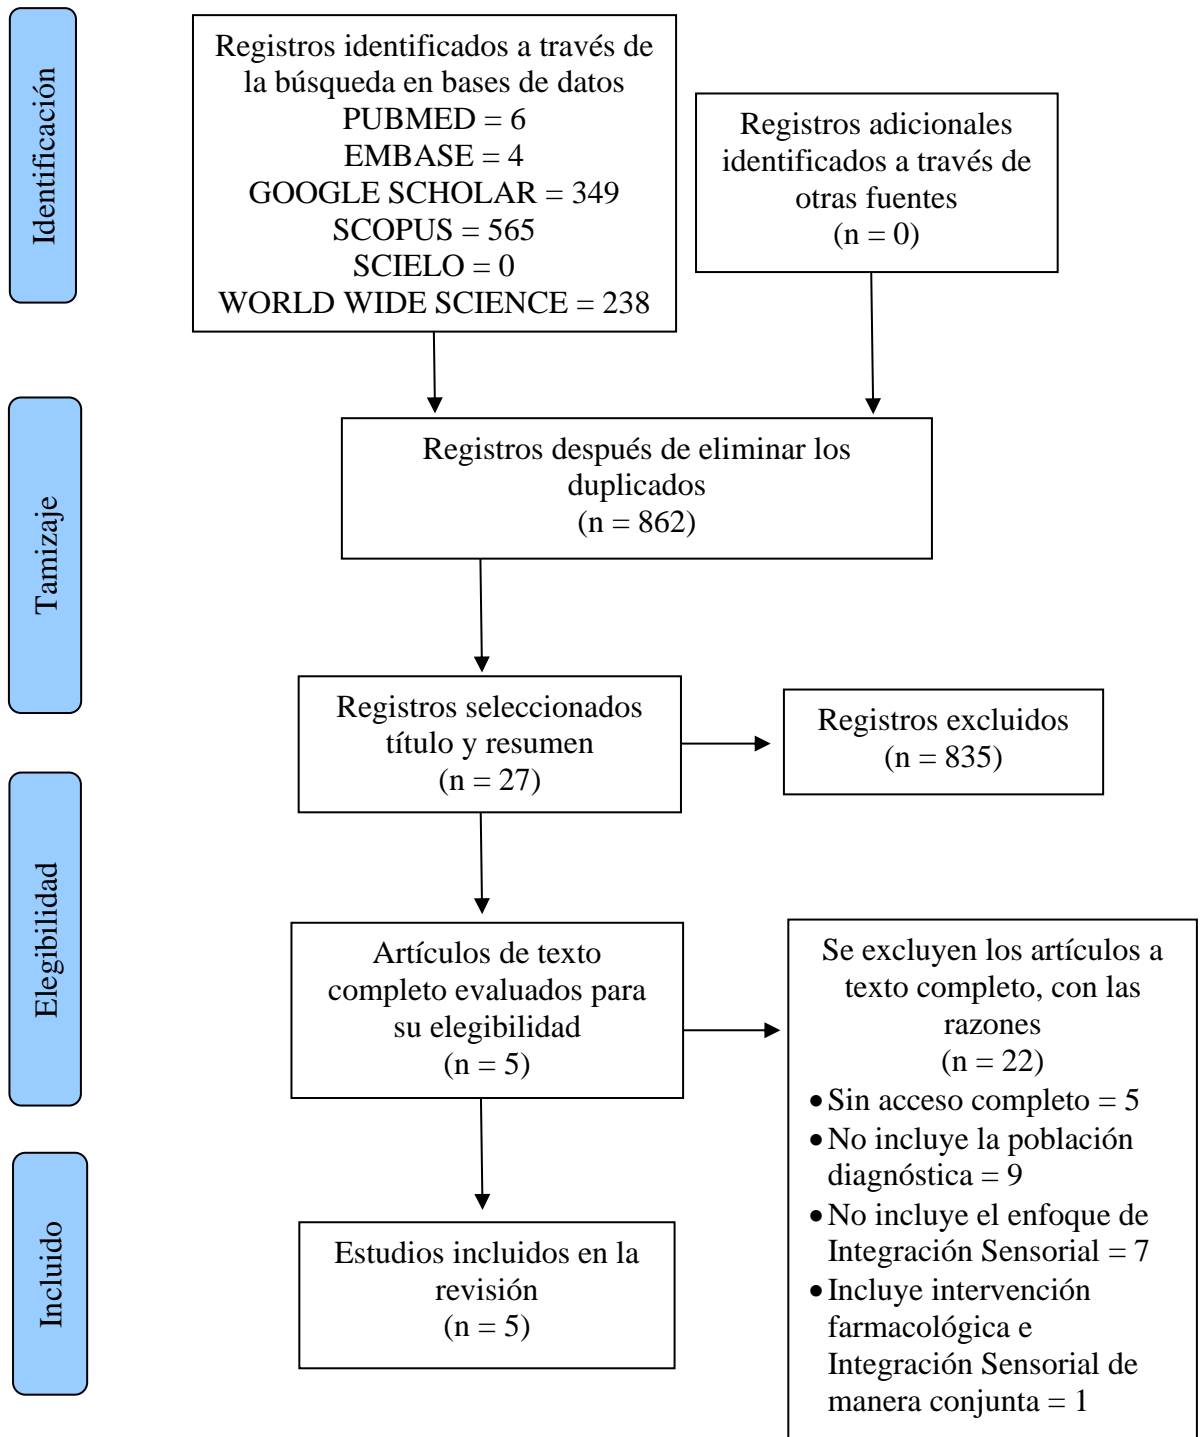 Identificación
Registros identificados a través de
la búsqueda en bases de datos
PUBMED = 6
EMBASE = 4
GOOGLE SCHOLAR = 349
SCOPUS = 565
SCIELO = 0
WORLD WIDE SCIENCE = 238
Registros adicionales
identificados a través de
otras fuentes
(n = 0)
Tamizaje
Registros después de eliminar los
duplicados
(n = 862)
Registros seleccionados
título y resumen
(n = 27)
Registros excluidos
(n = 835)
Elegibilidad
Artículos de texto
completo evaluados para
su elegibilidad
(n = 5)
Se excluyen los artículos a
texto completo, con las
razones
(n = 22)
• Sin acceso completo = 5
• No incluye la población
diagnóstica = 9
• No incluye el enfoque de
Integración Sensorial = 7
• Incluye intervención
farmacológica e
Integración Sensorial de
manera conjunta = 1
Incluido
Estudios incluidos en la
revisión
(n = 5)